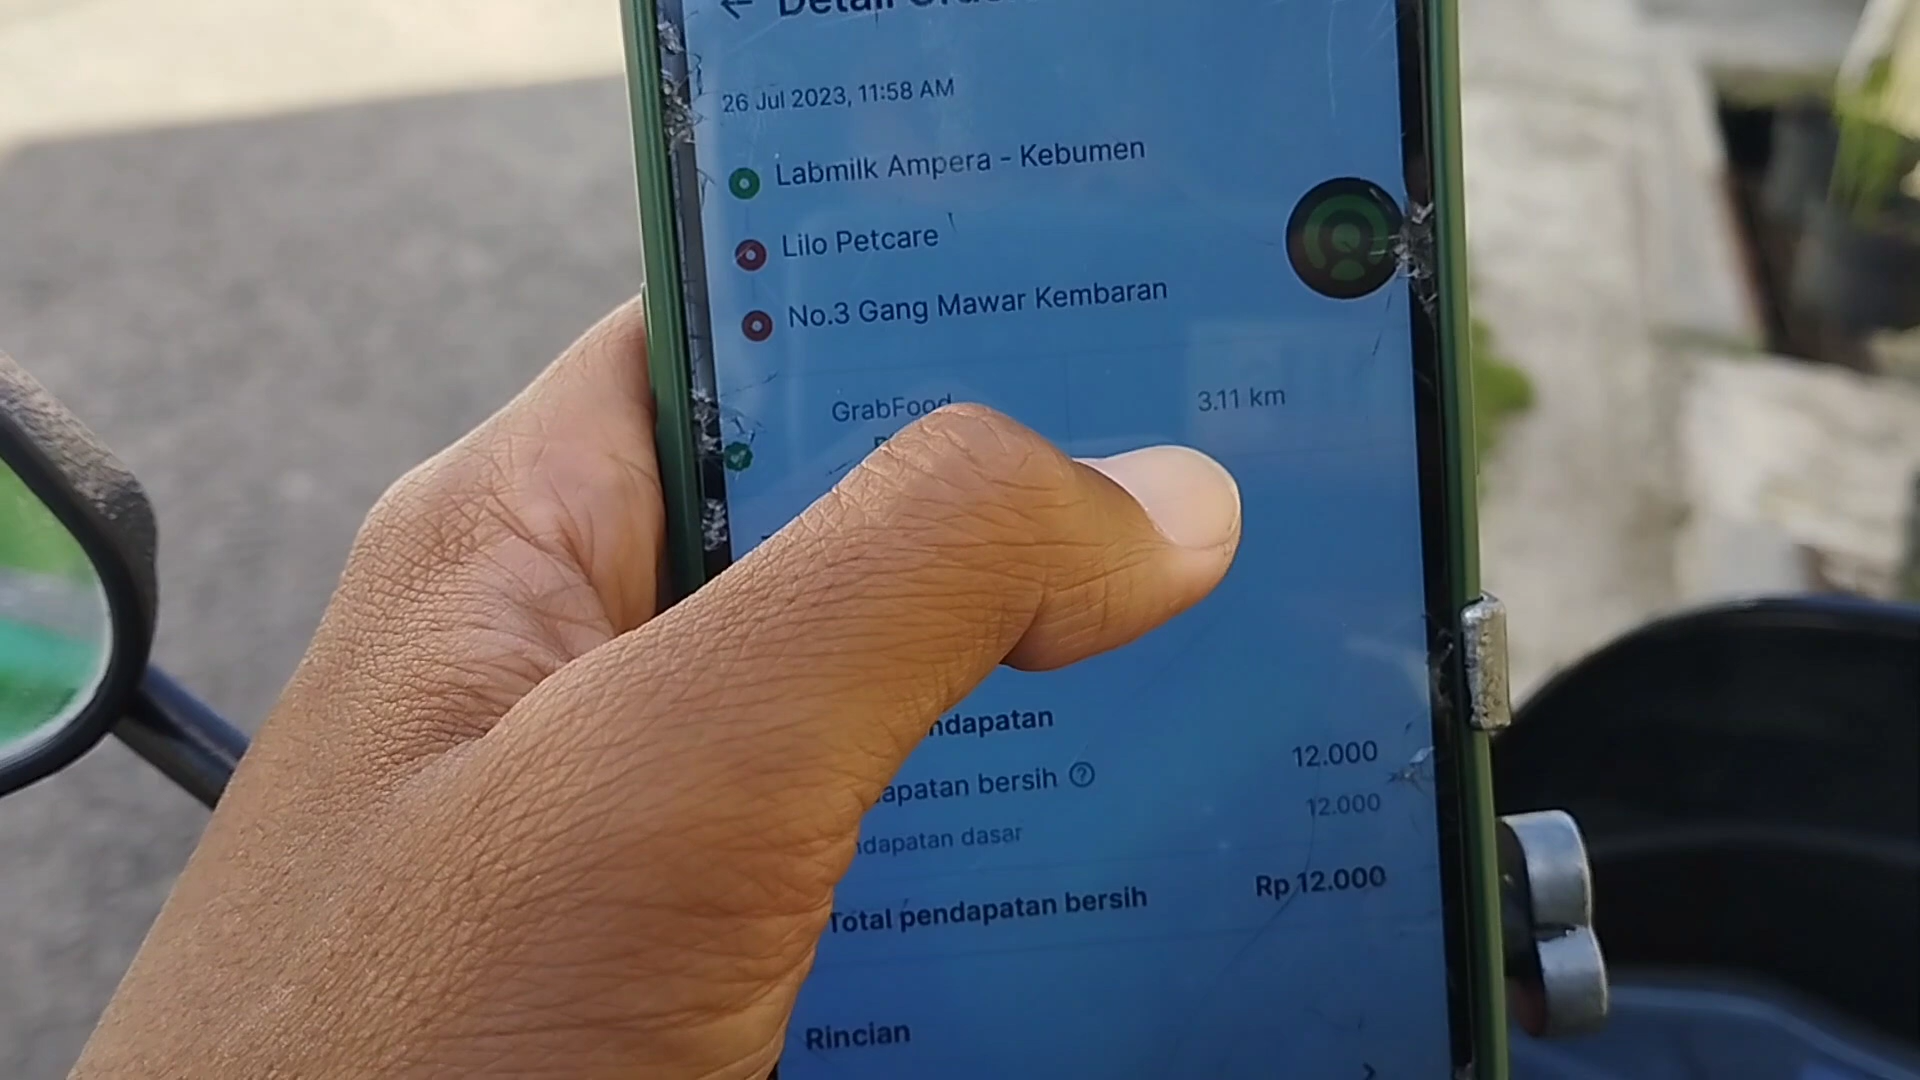 Detail
26 Jul 2023, 11:58 AM
Labmilk Ampera - Kebumen
Lilo Petcare
No.3 Gang Mawar Kembaran
GrabFood 3.11 km
ndapatan
apatan bersih ? 12.000
ndapatan dasar 12.000
Total pendapatan bersih Rp 12.000
Rincian